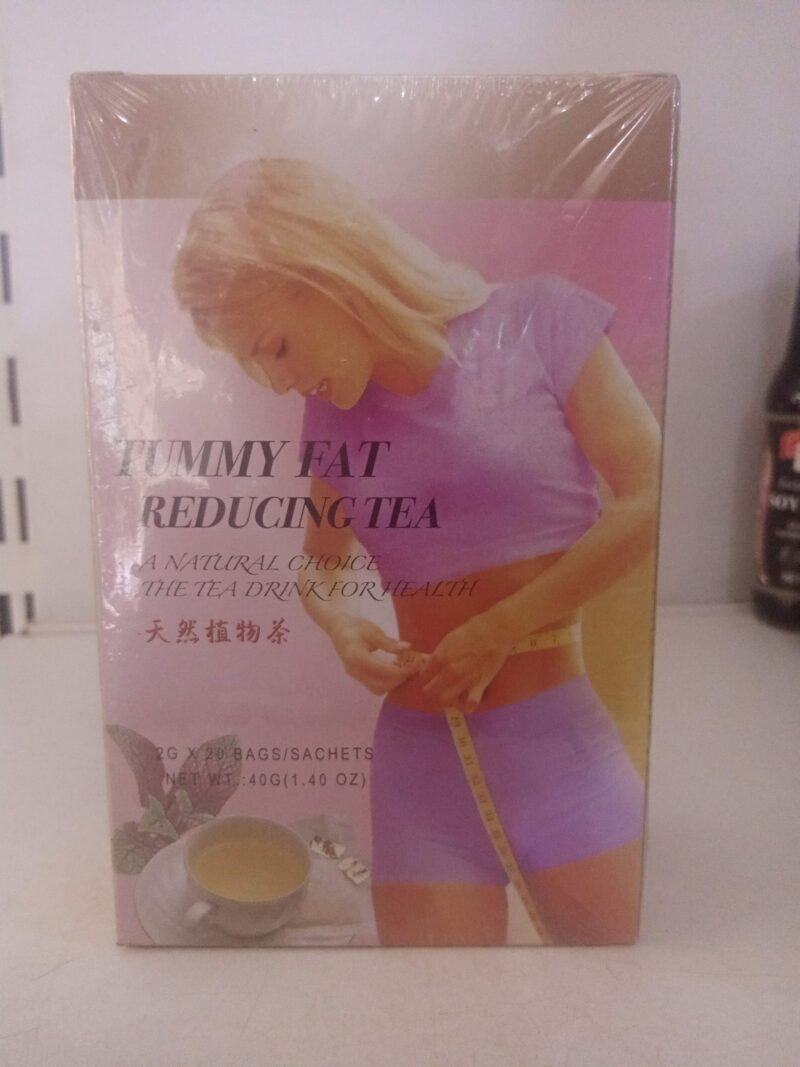 TUMMY FAT
REDUCING TEA
A NATURAL CHOICE
THE TEA DRINK FOR HEALTH
天然植物茶
2G X 20 BAGS/SACHETS
NET WT.:40G(1.40 OZ)